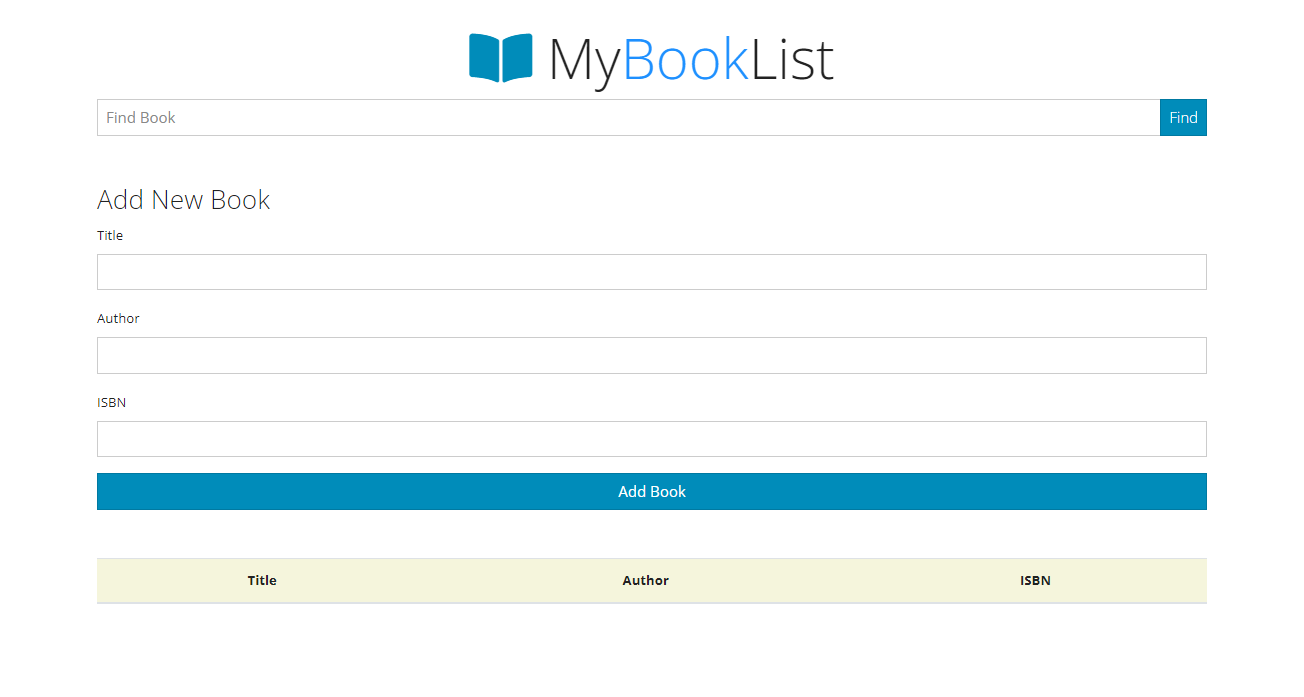 MyBookList
Find Book Find
Add New Book
Title
Author
ISBN
Add Book
Title Author ISBN